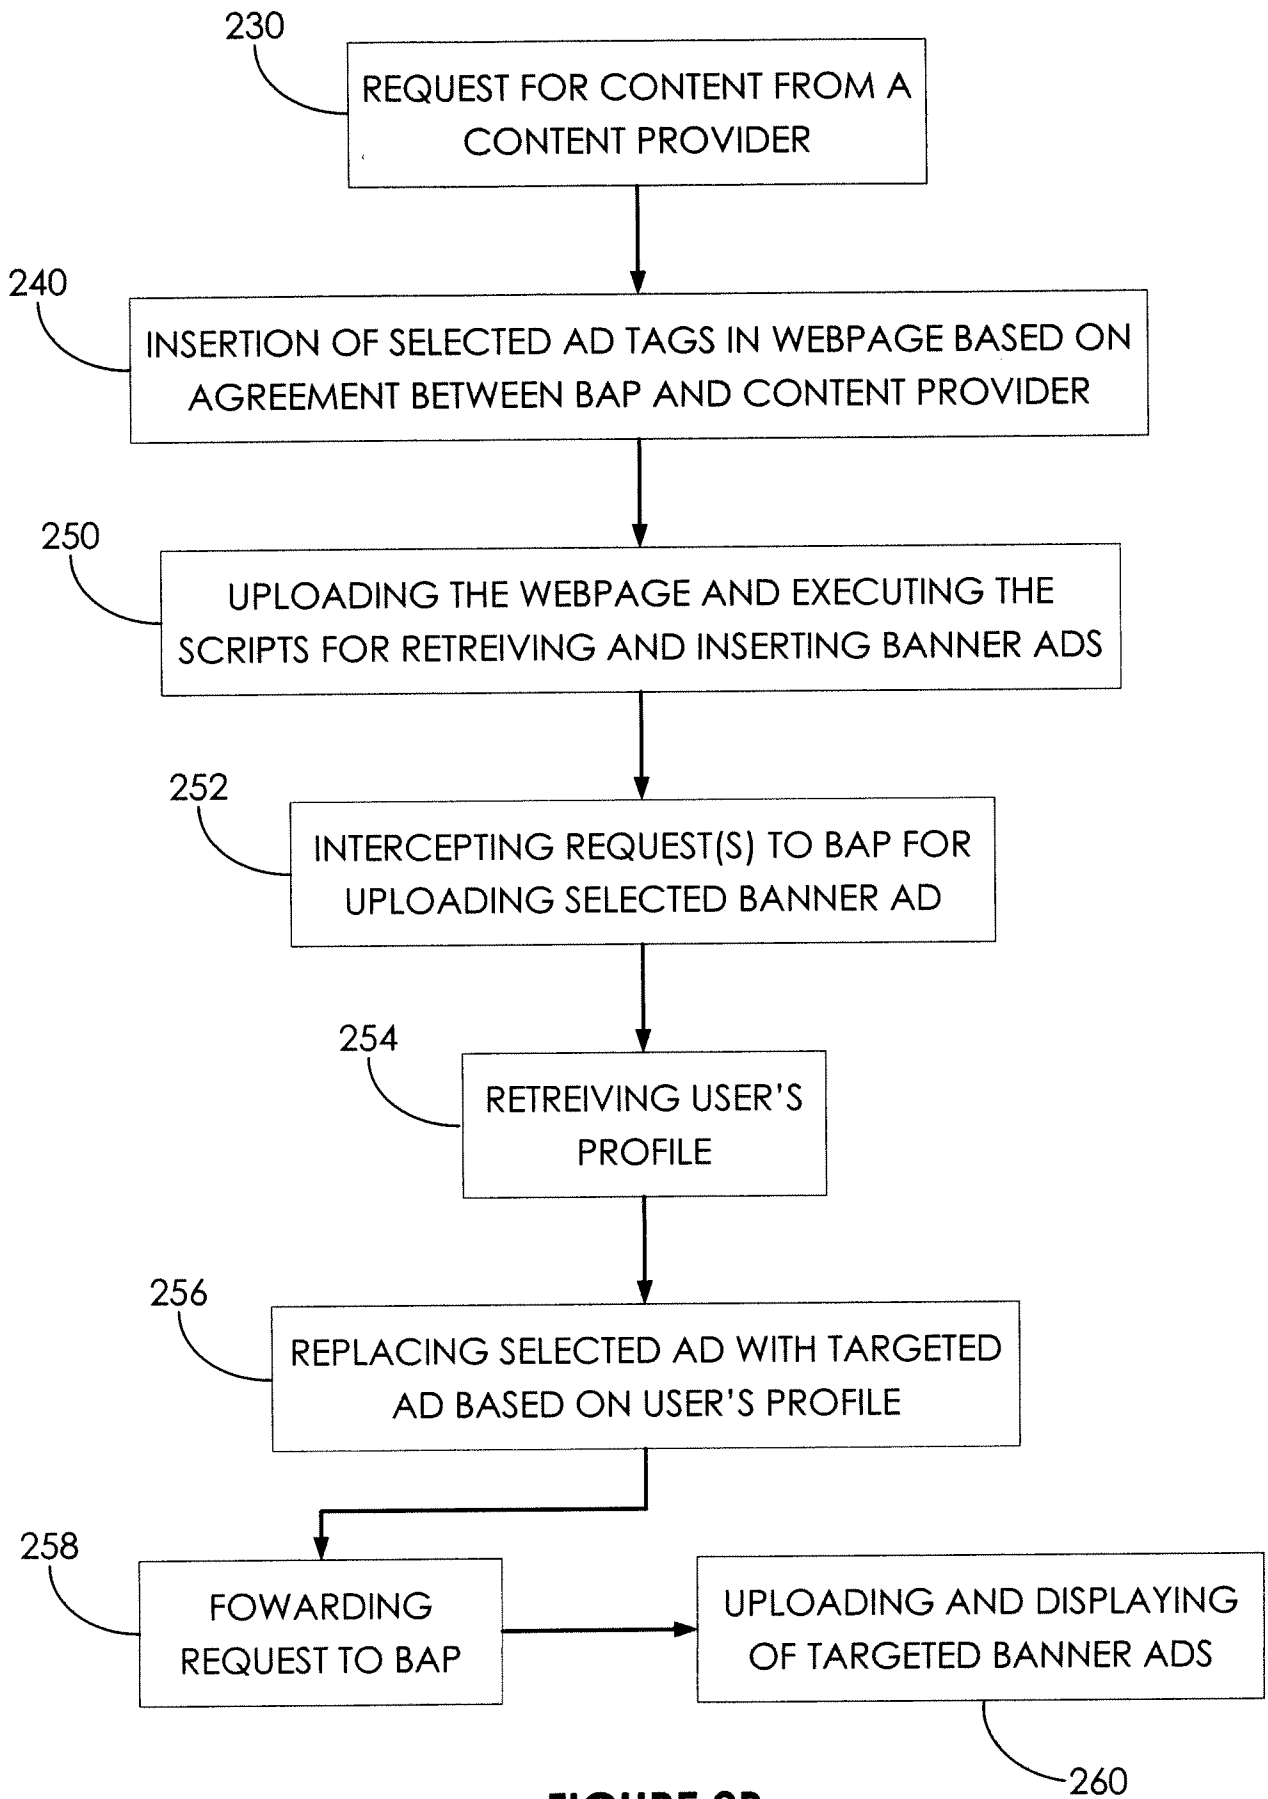 230
REQUEST FOR CONTENT FROM A
CONTENT PROVIDER
240
INSERTION OF SELECTED AD TAGS IN WEBPAGE BASED ON
AGREEMENT BETWEEN BAP AND CONTENT PROVIDER
250
UPLOADING THE WEBPAGE AND EXECUTING THE
SCRIPTS FOR RETREIVING AND INSERTING BANNER ADS
252
INTERCEPTING REQUEST(S) TO BAP FOR
UPLOADING SELECTED BANNER AD
254
RETREIVING USER'S
PROFILE
256
REPLACING SELECTED AD WITH TARGETED
AD BASED ON USER'S PROFILE
258
FOWARDING
REQUEST TO BAP
UPLOADING AND DISPLAYING
OF TARGETED BANNER ADS
260